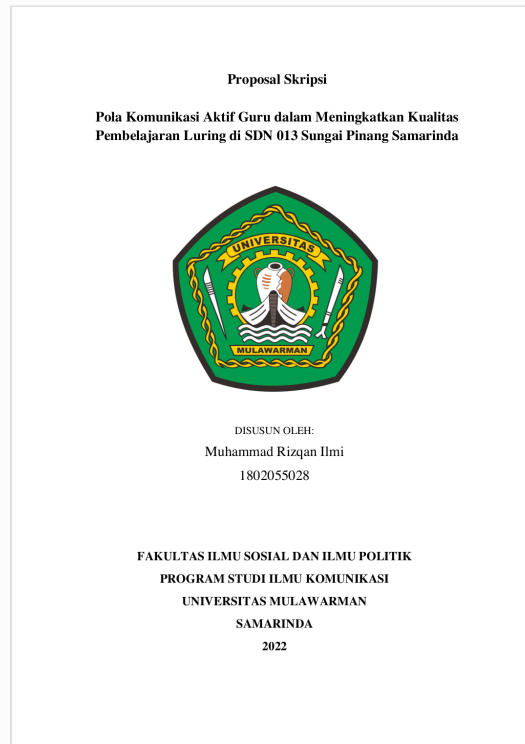 Proposal Skripsi
Pola Komunikasi Aktif Guru dalam Meningkatkan Kualitas
Pembelajaran Luring di SDN 013 Sungai Pinang Samarinda
UNIVERSITAS
MULAWARMAN
DISUSUN OLEH:
Muhammad Rizqan Ilmi
1802055028
FAKULTAS ILMU SOSIAL DAN ILMU POLITIK
PROGRAM STUDI ILMU KOMUNIKASI
UNIVERSITAS MULAWARMAN
SAMARINDA
2022